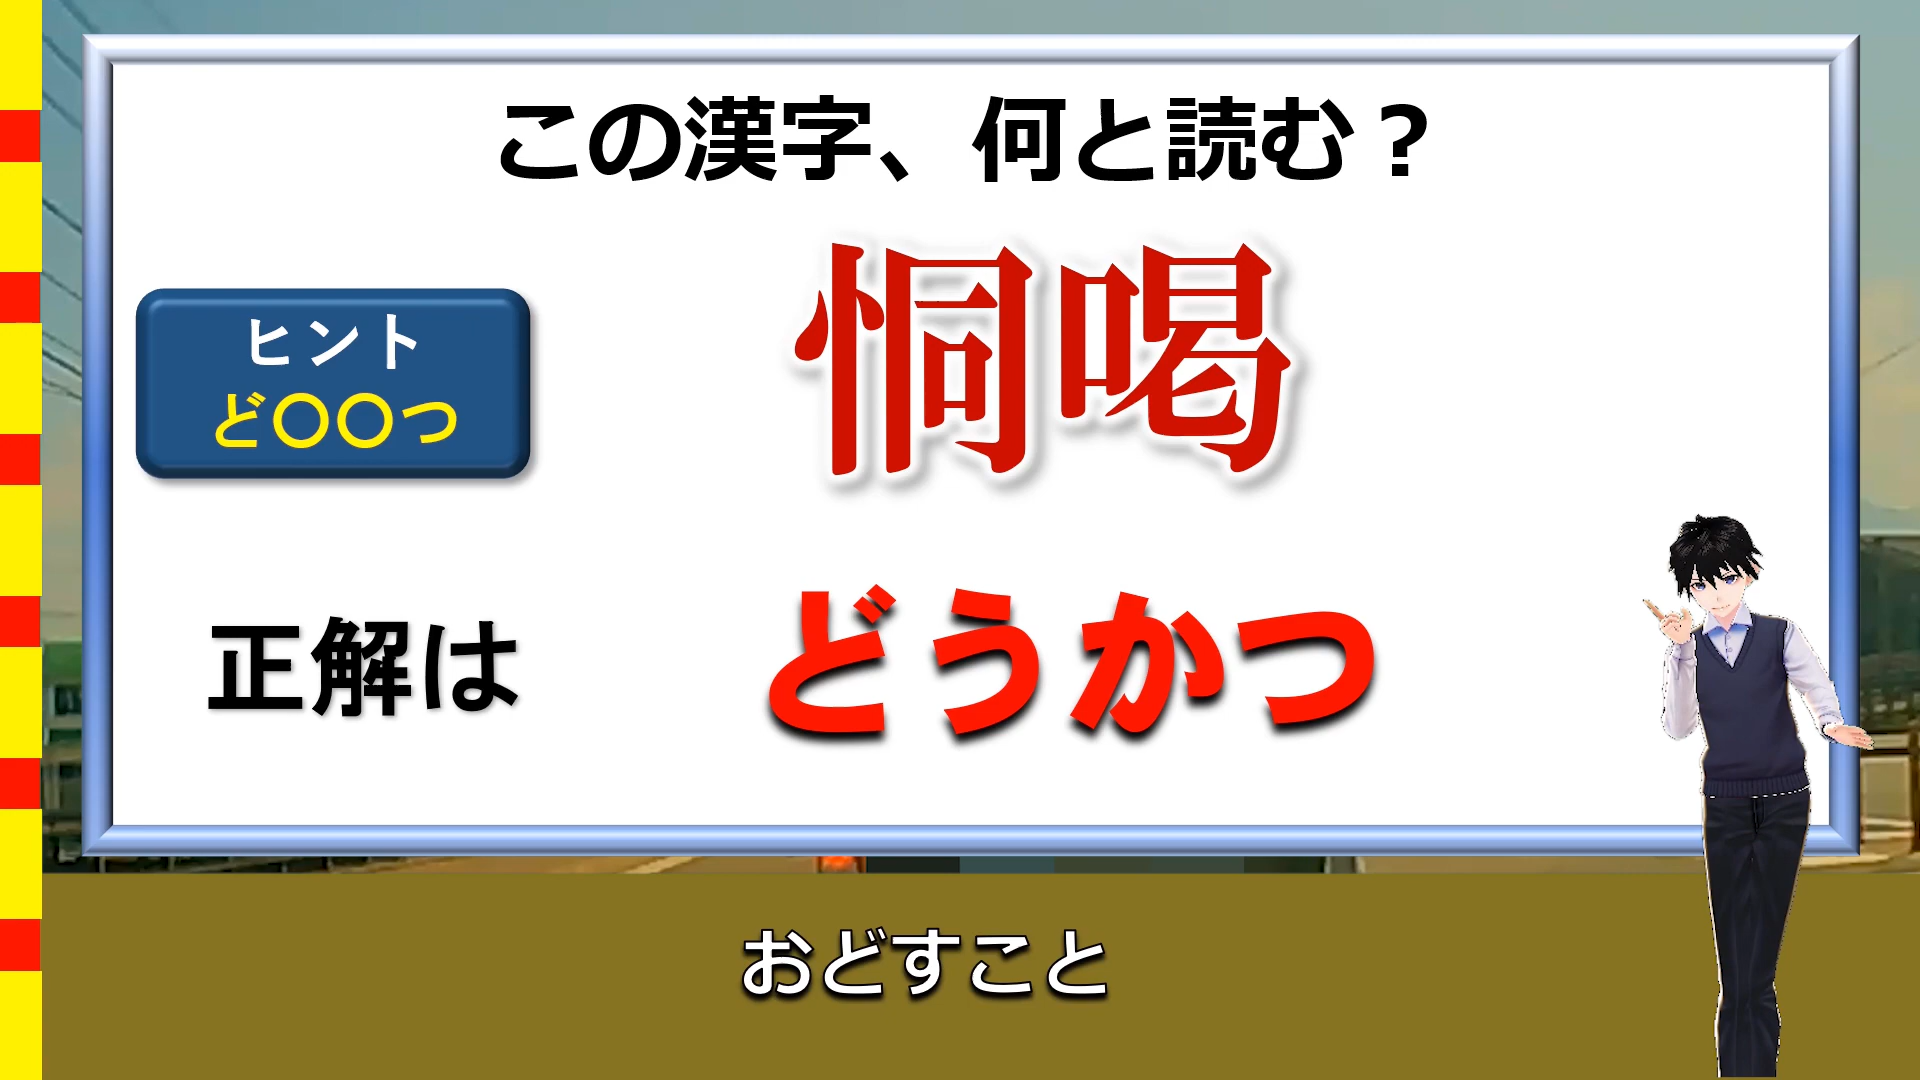 この漢字、何と読む？
恫喝
ヒント
ど〇〇つ
正解は
どうかつ
おどすこと